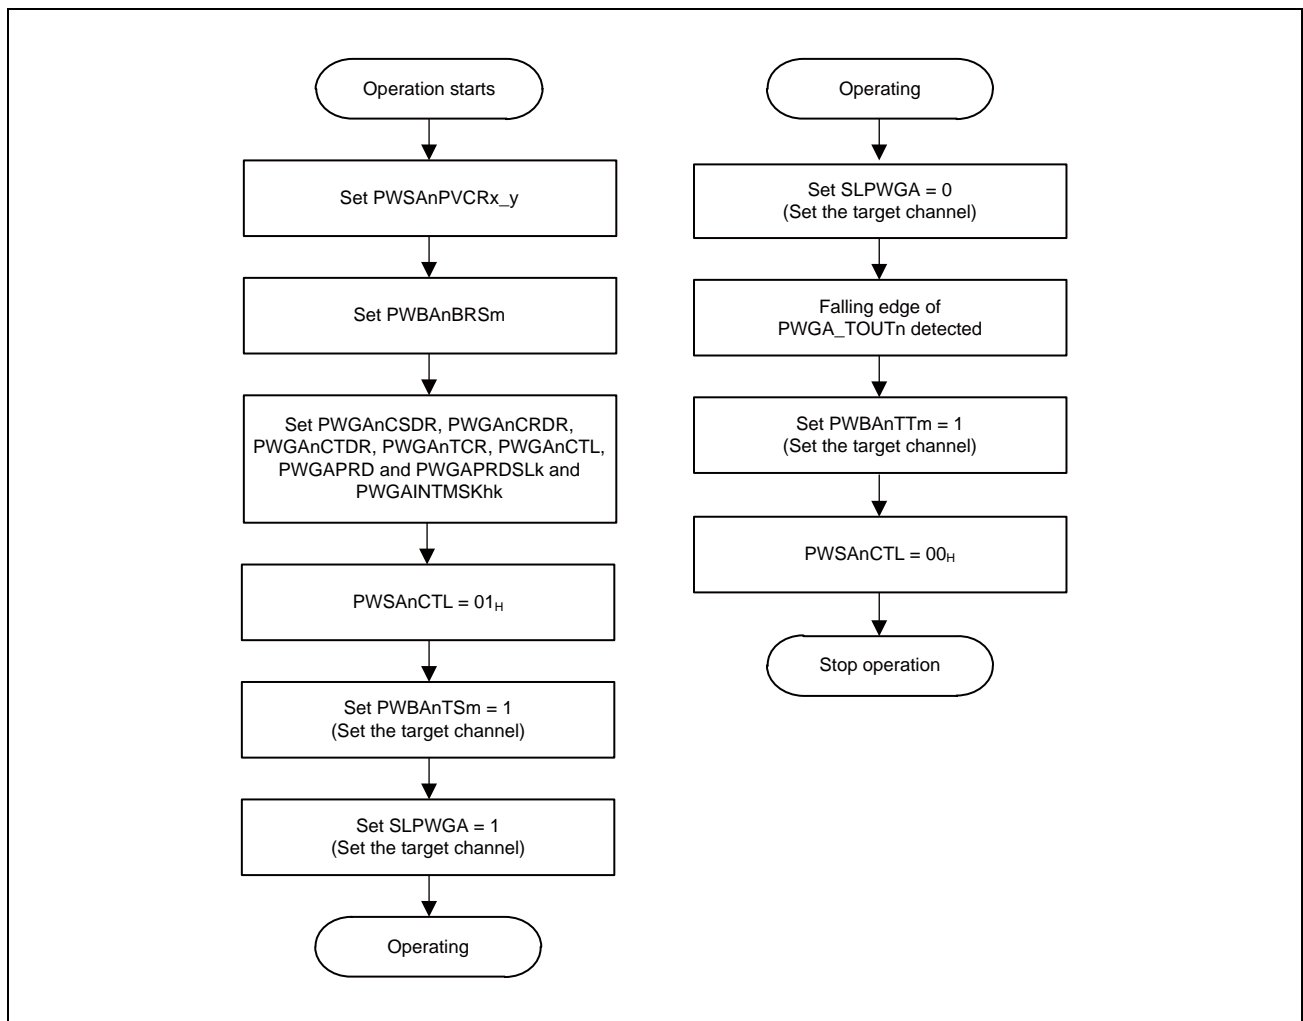 Operation starts
Set PWSAnPVCRx_y
Set PWBAnBRSm
Set PWGAnCSDR, PWGAnCRDR,
PWGAnCTDR, PWGAnTCR, PWGAnCTL,
PWGAPRD and PWGAPRDSLk and
PWGAINTMSKhk
PWSAnCTL = 01H
Set PWBAnTSm = 1
(Set the target channel)
Set SLPWGA = 1
(Set the target channel)
Operating
Operating
Set SLPWGA = 0
(Set the target channel)
Falling edge of
PWGA_TOUTn detected
Set PWBAnTTm = 1
(Set the target channel)
PWSAnCTL = 00H
Stop operation